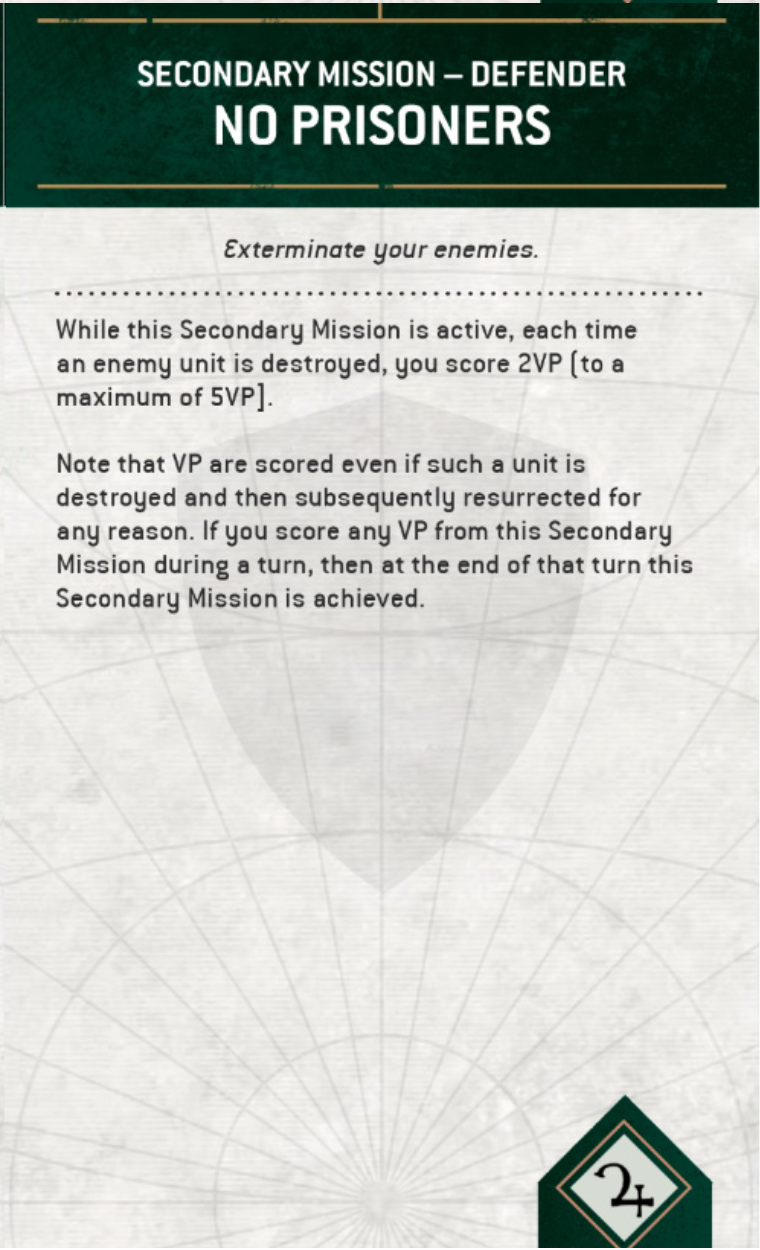 SECONDARY MISSION – DEFENDER
NO PRISONERS
Exterminate your enemies.
While this Secondary Mission is active, each time
an enemy unit is destroyed, you score 2VP (to a
maximum of 5VP].
Note that VP are scored even if such a unit is
destroyed and then subsequently resurrected for
any reason. If you score any VP from this Secondary
Mission during a turn, then at the end of that turn this
Secondary Mission is achieved.